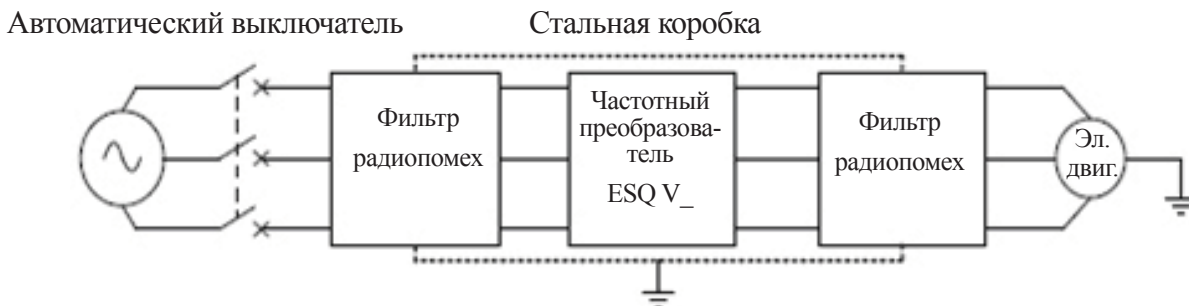 Автоматический выключатель
Стальная коробка
Фильтр
радиопомех
Частотный
преобразова-
тель
ESQ V_
Фильтр
радиопомех
Эл.
двиг.